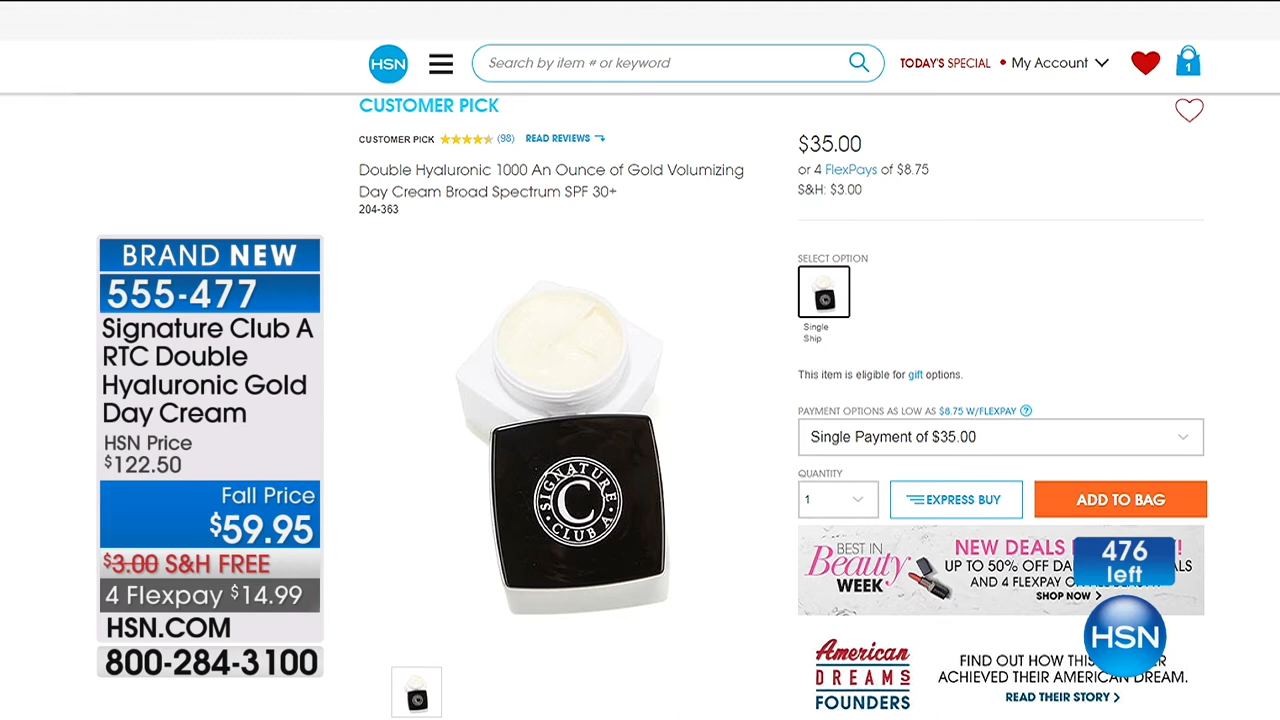 HSN
Search by item # or keyword
TODAY'S SPECIAL • My Account
1
CUSTOMER PICK
CUSTOMER PICK (98) READ REVIEWS
Double Hyaluronic 1000 An Ounce of Gold Volumizing
Day Cream Broad Spectrum SPF 30+
204-363
$35.00
or 4 FlexPays of $8.75
S&H: $3.00
SELECT OPTION
Single
Ship
This item is eligible for gift options.
PAYMENT OPTIONS AS LOW AS $8.75 W/FLEXPAY ?
Single Payment of $35.00
QUANTITY
1
EXPRESS BUY
ADD TO BAG
BRAND NEW
555-477
Signature Club A
RTC Double
Hyaluronic Gold
Day Cream
HSN Price
$122.50
Fall Price
$59.95
$3.00 S&H FREE
4 Flexpay $14.99
HSN.COM
800-284-3100
SIGNATURE
C
CLUB A
BEST IN
Beauty
WEEK
NEW DEALS
UP TO 50% OFF
AND 4 FLEXPAY
SHOP NOW >
476
left
HSN
American
DREAMS
FOUNDERS
FIND OUT HOW
ACHIEVED THEIR AMERICAN DREAM.
READ THEIR STORY >